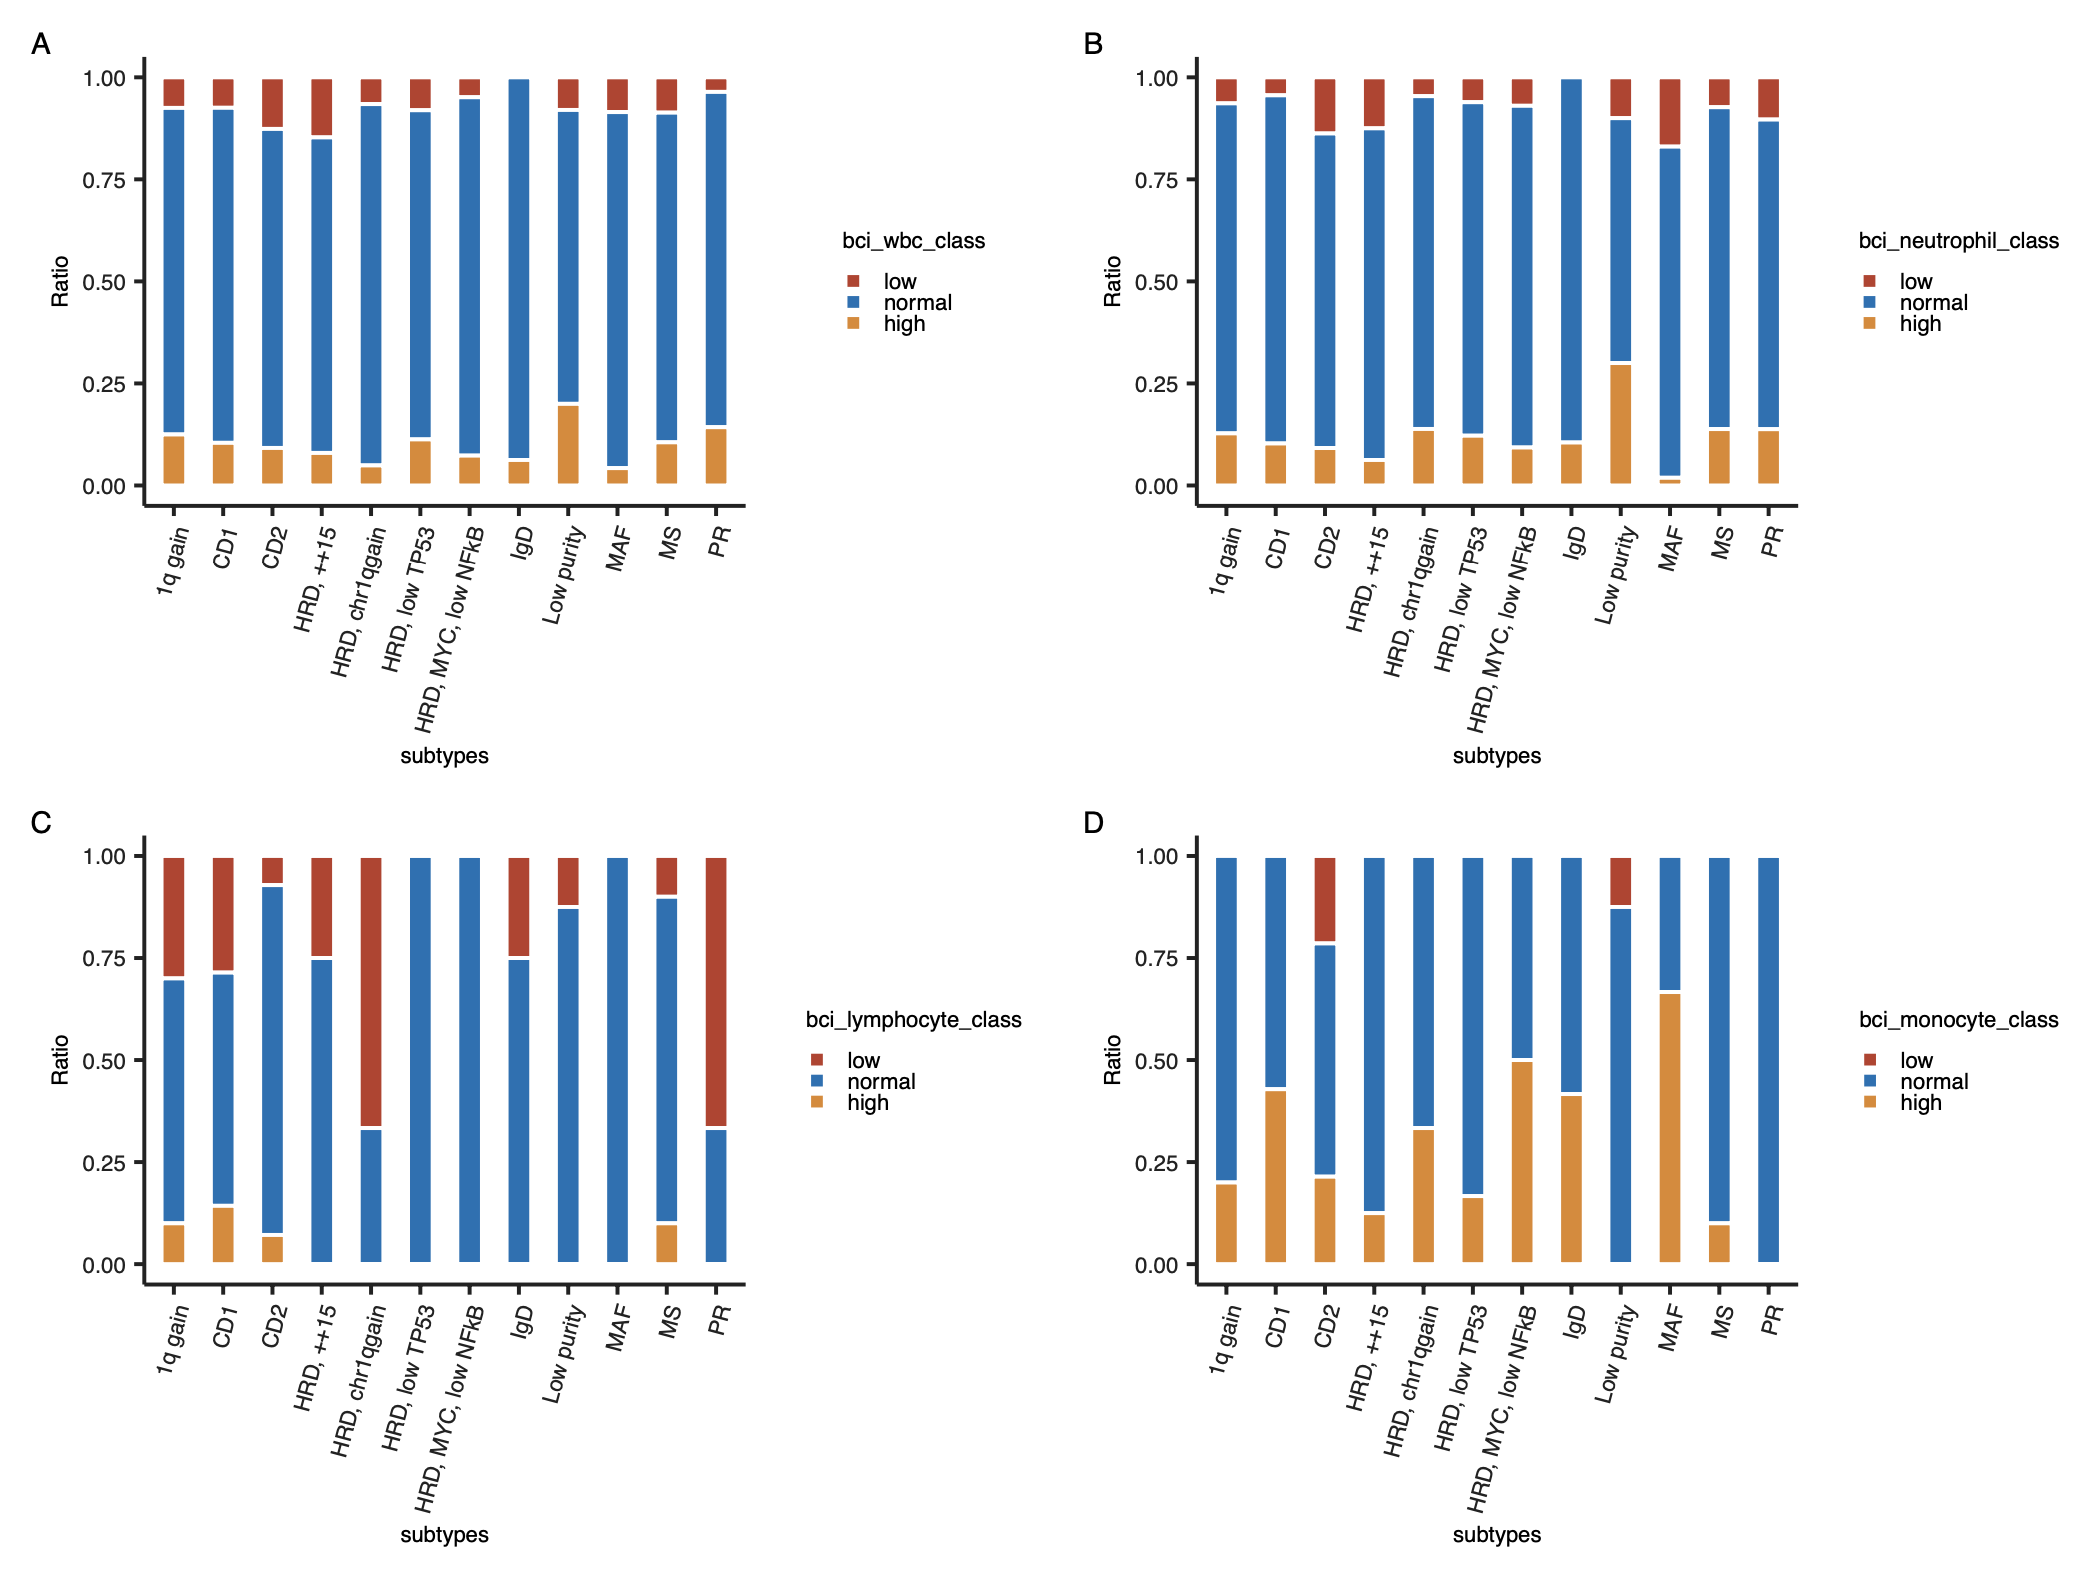 A
1.00
0.75
0.50
0.25
0.00
Ratio
1q gain
CD1
CD2
HRD, ++15
HRD, chr1qgain
HRD, low TP53
HRD, MYC, low NFkB
IgD
Low purity
MAF
MS
PR
subtypes
bci_wbc_class
low
normal
high
B
1.00
0.75
0.50
0.25
0.00
Ratio
1q gain
CD1
CD2
HRD, ++15
HRD, chr1qgain
HRD, low TP53
HRD, MYC, low NFkB
IgD
Low purity
MAF
MS
PR
subtypes
bci_neutrophil_class
low
normal
high
C
1.00
0.75
0.50
0.25
0.00
Ratio
1q gain
CD1
CD2
HRD, ++15
HRD, chr1qgain
HRD, low TP53
HRD, MYC, low NFkB
IgD
Low purity
MAF
MS
PR
subtypes
bci_lymphocyte_class
low
normal
high
D
1.00
0.75
0.50
0.25
0.00
Ratio
1q gain
CD1
CD2
HRD, ++15
HRD, chr1qgain
HRD, low TP53
HRD, MYC, low NFkB
IgD
Low purity
MAF
MS
PR
subtypes
bci_monocyte_class
low
normal
high